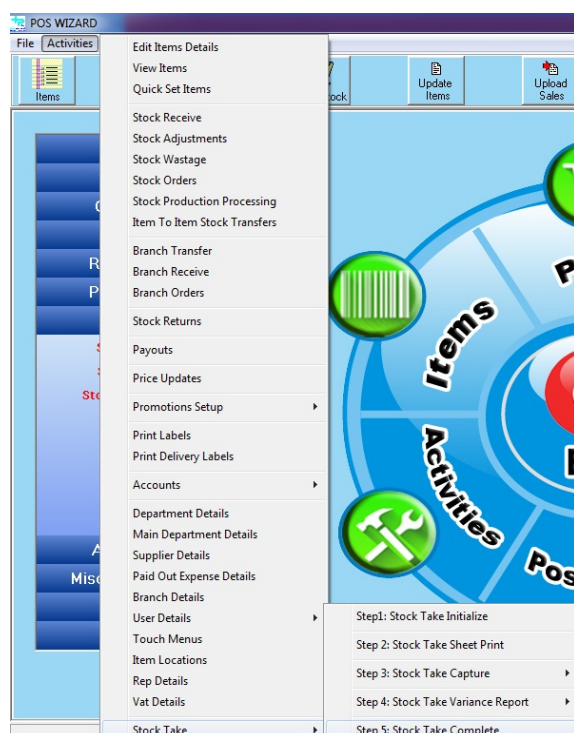 POS WIZARD
File Activities
Items
Update Items
Upload Sales
Edit Items Details
View Items
Quick Set Items
Stock Receive
Stock Adjustments
Stock Wastage
Stock Orders
Stock Production Processing
Item To Item Stock Transfers
Branch Transfer
Branch Receive
Branch Orders
Stock Returns
Payouts
Price Updates
Promotions Setup
Print Labels
Print Delivery Labels
Accounts
Department Details
Main Department Details
Supplier Details
Paid Out Expense Details
Branch Details
User Details
Touch Menus
Item Locations
Rep Details
Vat Details
Stock Take
Step1: Stock Take Initialize
Step 2: Stock Take Sheet Print
Step 3: Stock Take Capture
Step 4: Stock Take Variance Report
Step 5: Stock Take Complete
Items
Activities
Pos